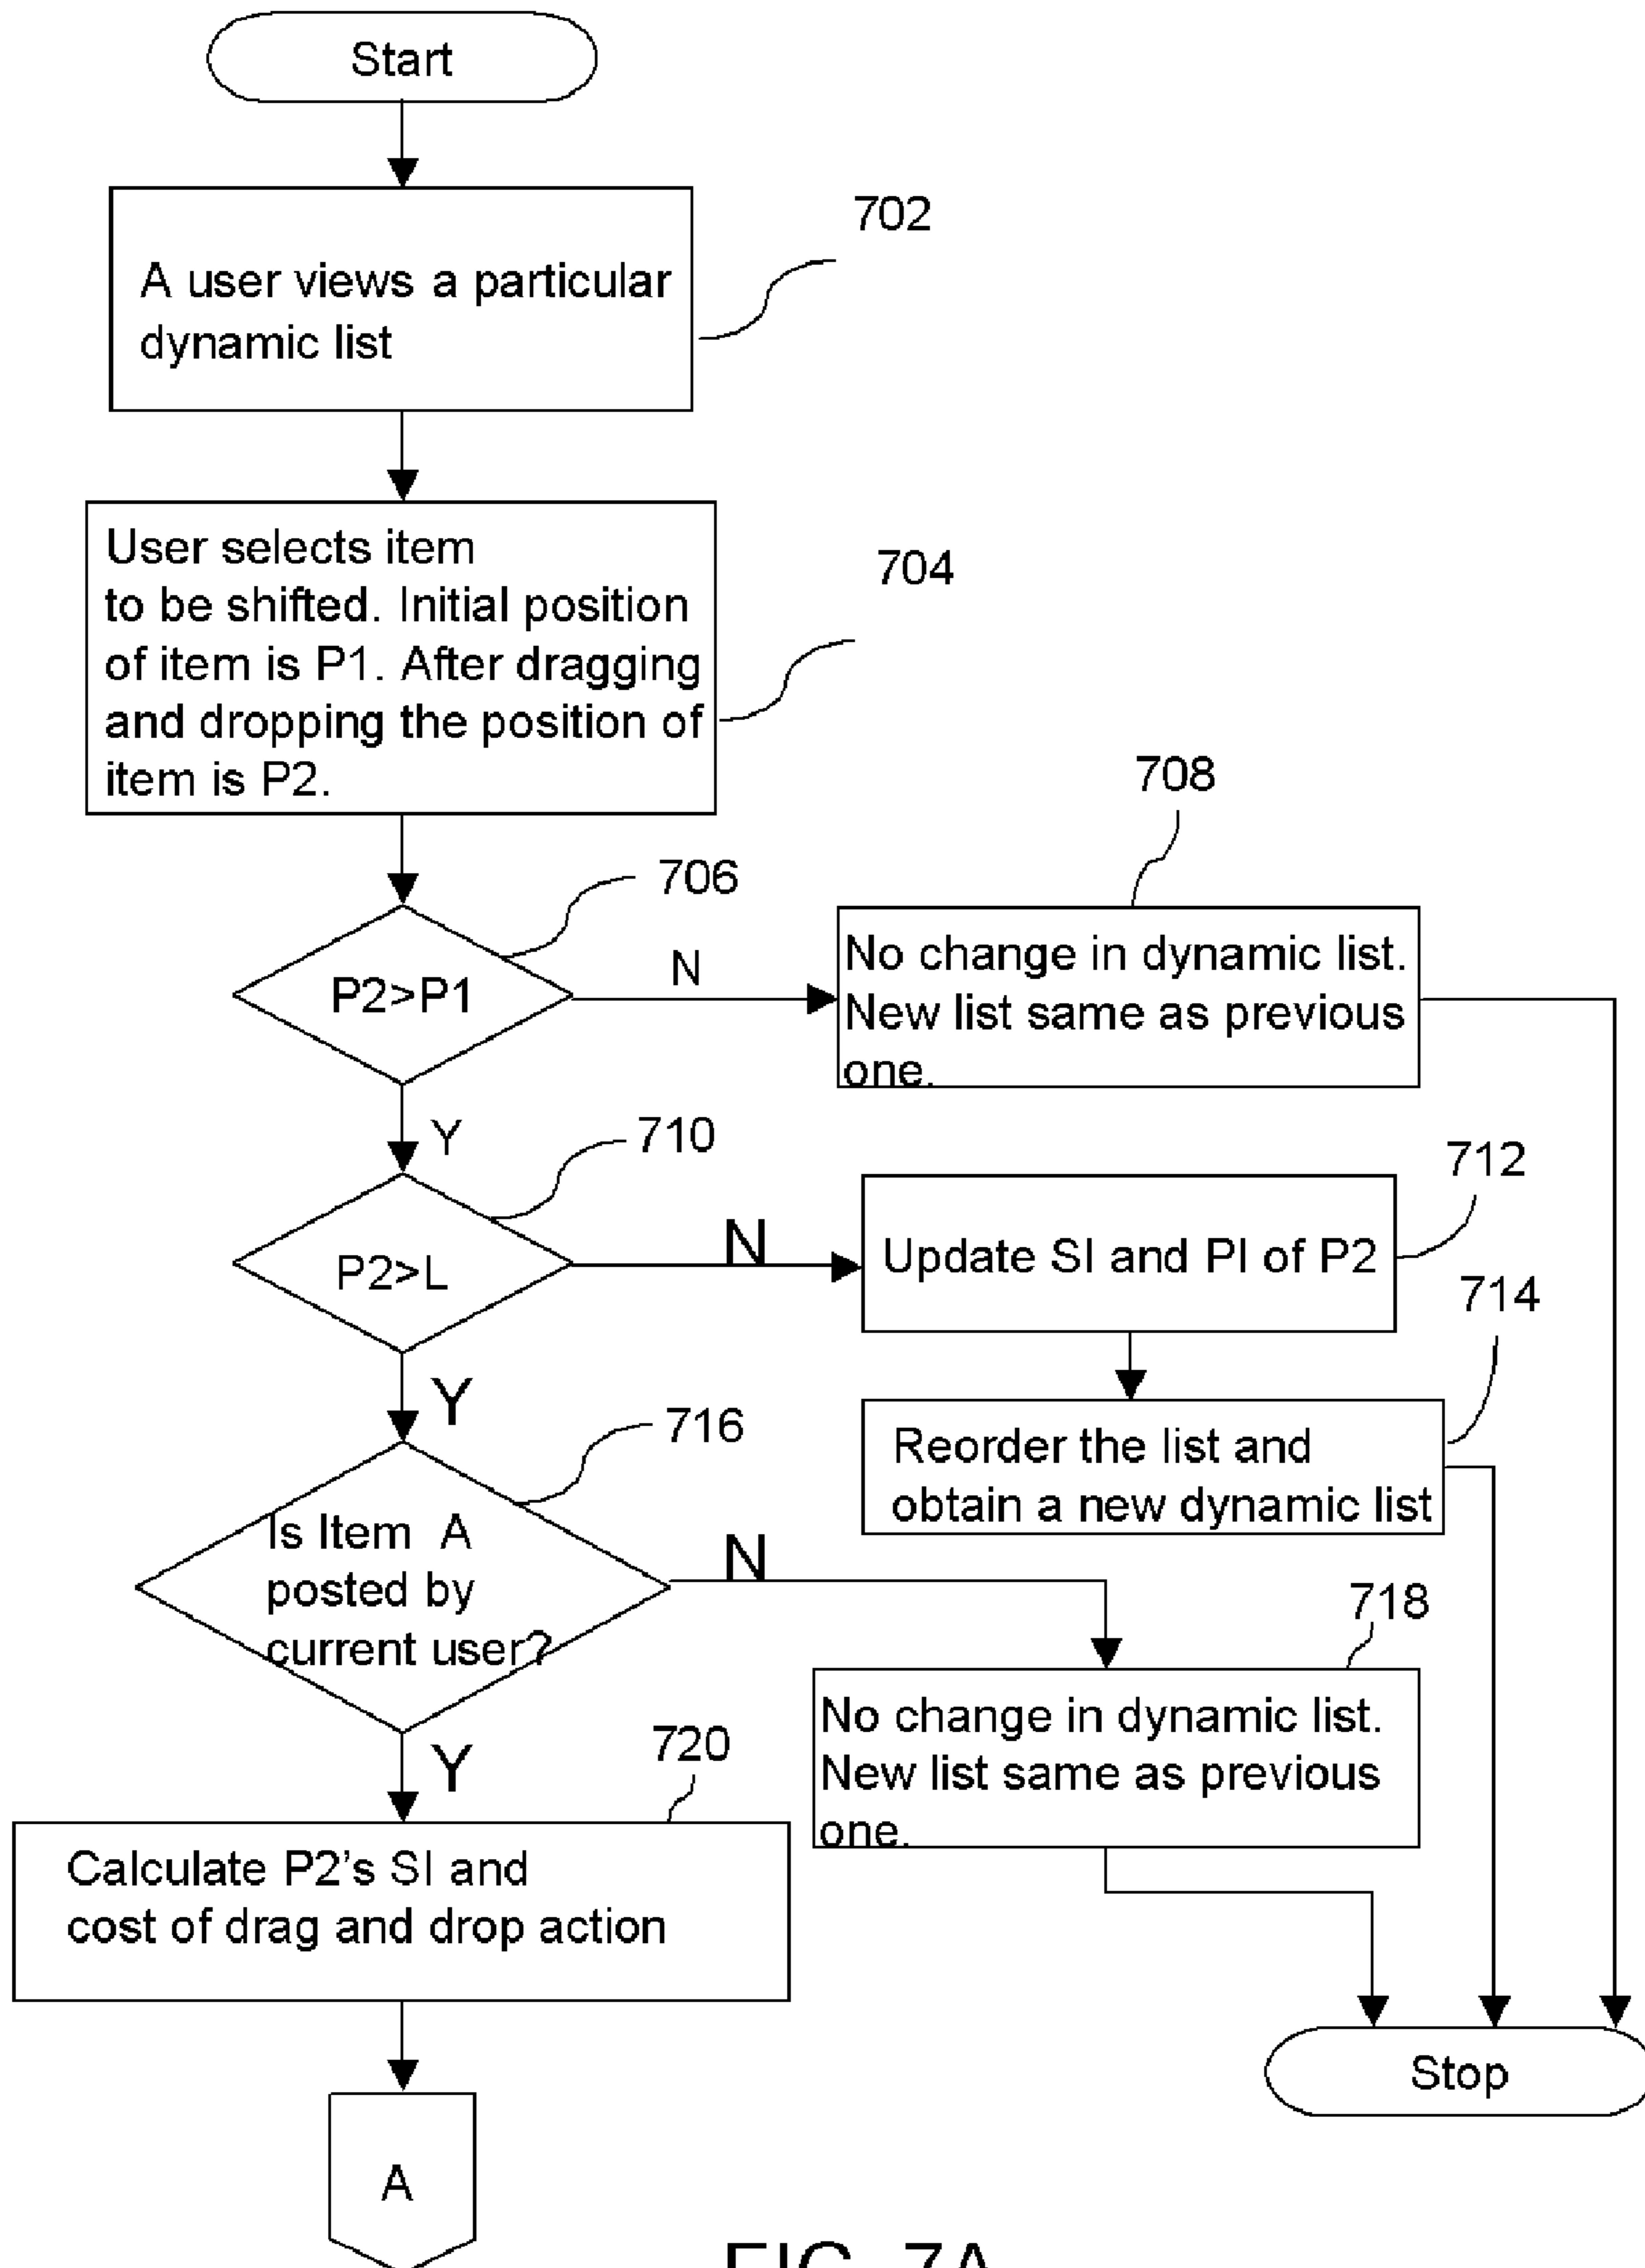 Start
702
A user views a particular
dynamic list
704
User selects item
to be shifted. Initial position
of item is P1. After dragging
and dropping the position of
item is P2.
706
P2>P1
N
708
No change in dynamic list.
New list same as previous
one.
Y
710
P2>L
N
712
Update SI and PI of P2
714
Reorder the list and
obtain a new dynamic list
Y
716
Is Item A
posted by
current user?
N
718
No change in dynamic list.
New list same as previous
one.
Y
720
Calculate P2's SI and
cost of drag and drop action
Stop
A
FIG. 7A